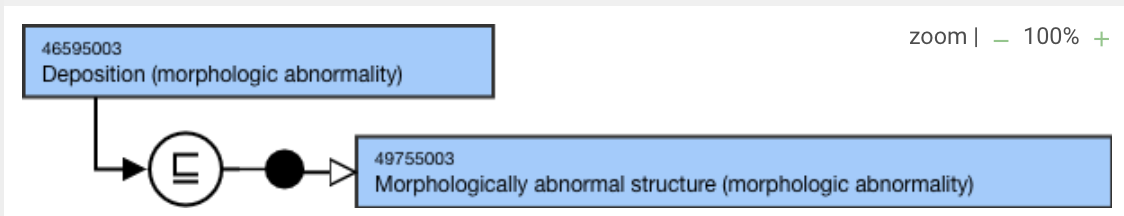 zoom | – 100% +
46595003
Deposition (morphologic abnormality)
⊑
49755003
Morphologically abnormal structure (morphologic abnormality)